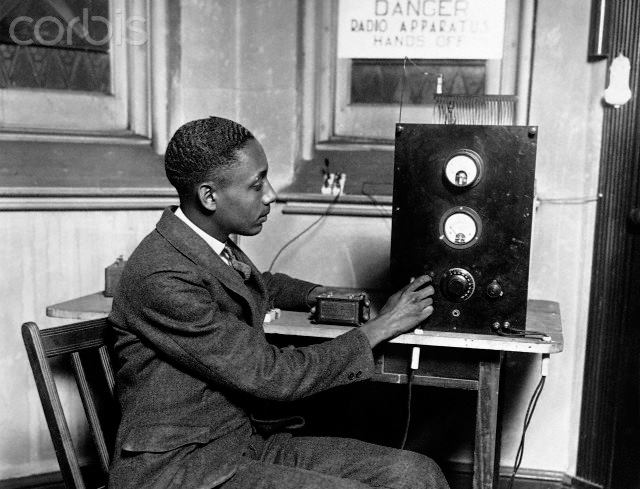 corbis
DANGER
RADIO APPARATUS
HANDS OFF